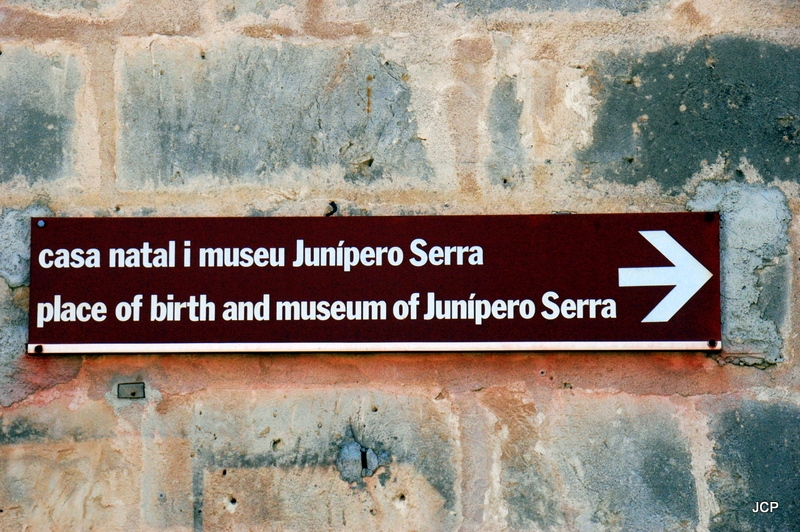 casa natal i museu Junípero Serra
place of birth and museum of Junípero Serra
JCP